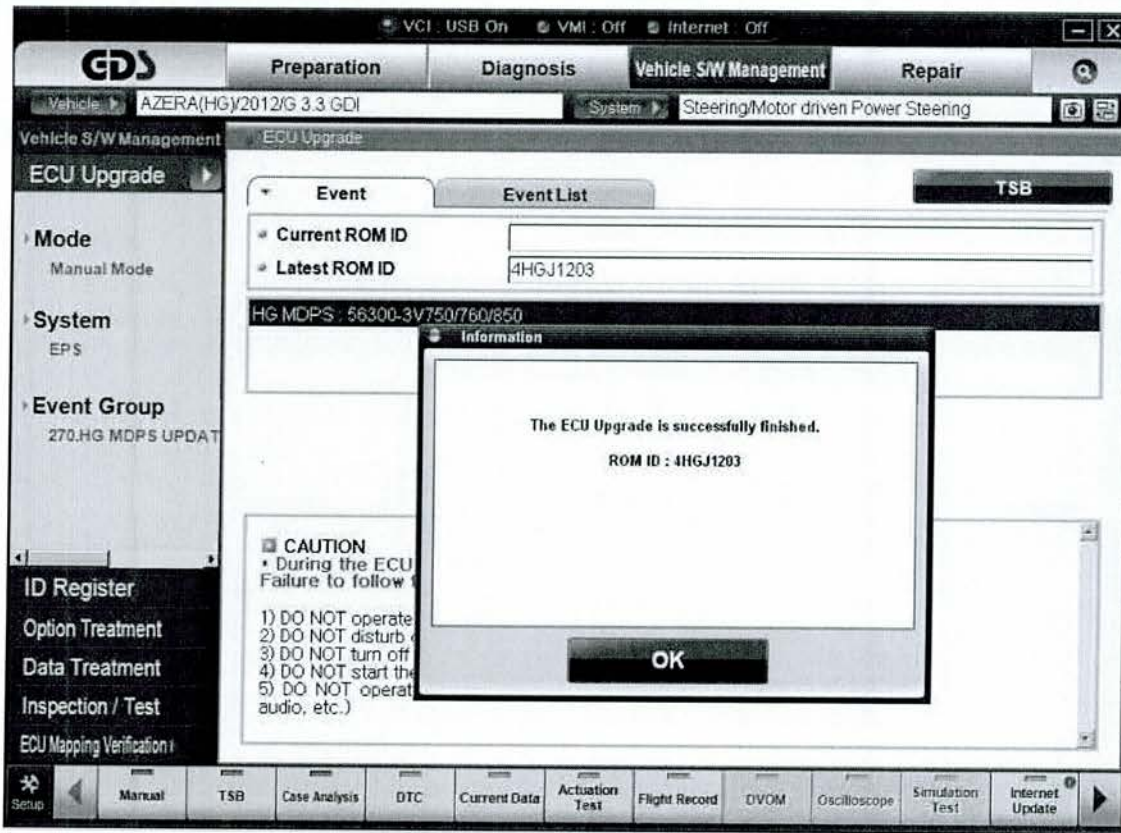 VCI : USB On VMI : Off Internet : Off
GDS Preparation Diagnosis Vehicle S/W Management Repair
Vehicle AZERA(HG)/2012/G 3.3 GDI System Steering/Motor driven Power Steering
Vehicle S/W Management ECU Upgrade
ECU Upgrade
Event Event List TSB
Mode
Manual Mode
Current ROM ID
Latest ROM ID 4HGJ1203
System
EPS
HG MDPS : 56300-3V750/760/850
Event Group
270.HG MDPS UPDAT
Information
The ECU Upgrade is successfully finished.
ROM ID : 4HGJ1203
OK
CAUTION
• During the ECU
Failure to follow
1) DO NOT operate
2) DO NOT disturb
3) DO NOT turn off
4) DO NOT start the
5) DO NOT operat
audio, etc.)
ID Register
Option Treatment
Data Treatment
Inspection / Test
ECU Mapping Verification
Setup Manual TSB Case Analysis DTC Current Data Actuation Test Flight Record DVOM Oscilloscope Simulation Test Internet Update